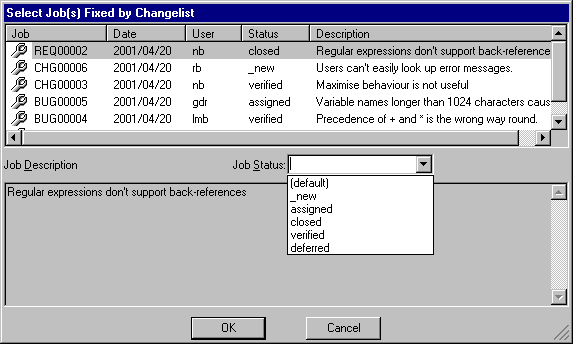 Select Job(s) Fixed by Changelist
Job Date User Status Description
REQ00002 2001/04/20 nb closed Regular expressions don't support back-reference
CHG00006 2001/04/20 rb _new Users can't easily look up error messages.
CHG00003 2001/04/20 nb verified Maximise behaviour is not useful
BUG00005 2001/04/20 gdr assigned Variable names longer than 1024 characters caus
BUG00004 2001/04/20 lmb verified Precedence of + and * is the wrong way round.
Job Description Job Status:
(default)
_new
assigned
closed
verified
deferred
Regular expressions don't support back-references
OK Cancel